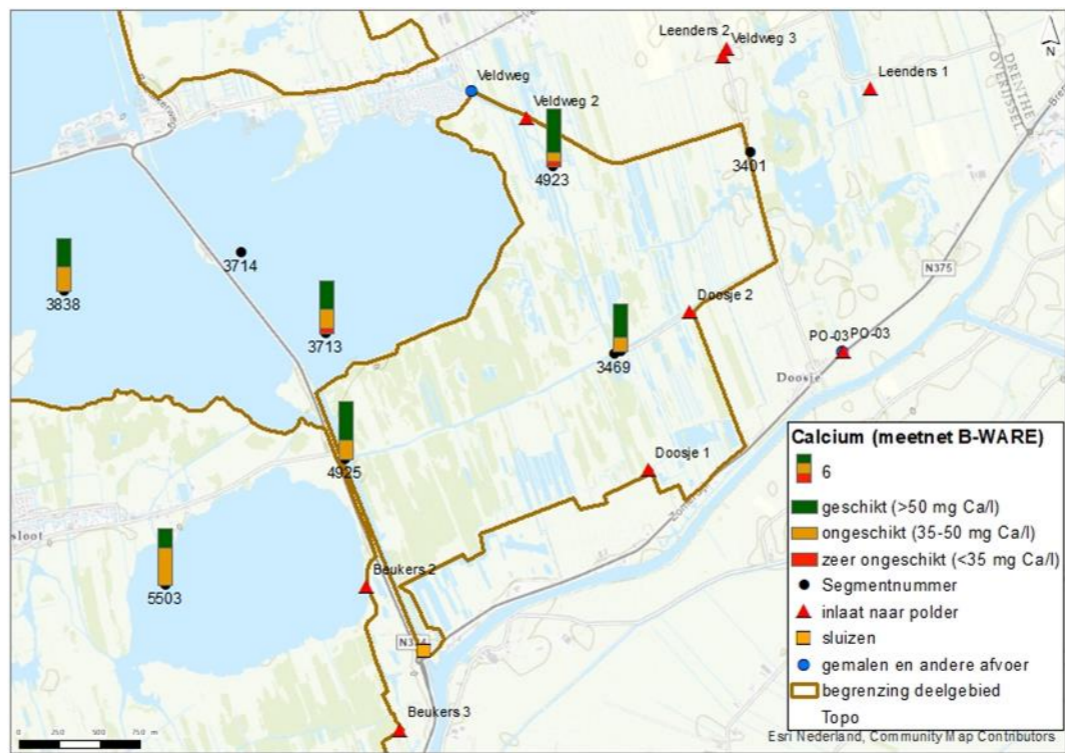 Leenders 2
Veldweg 3
N
Veldweg
Leenders 1
DRENTHE
OVERIJSSEL
Veldweg 2
4923
3401
3714
N375
3838
Doosje 2
3713
3469
PO-03
PO-03
Doosje
4925
Doosje 1
sloot
Beukers 2
5503
Beukers 3
Calcium (meetnet B-WARE)
6
geschikt (>50 mg Ca/l)
ongeschikt (35-50 mg Ca/l)
zeer ongeschikt (<35 mg Ca/l)
Segmentnummer
inlaat naar polder
sluizen
gemalen en andere afvoer
begrenzing deelgebied
Topo
Esri Nederland, Community Map Contributors